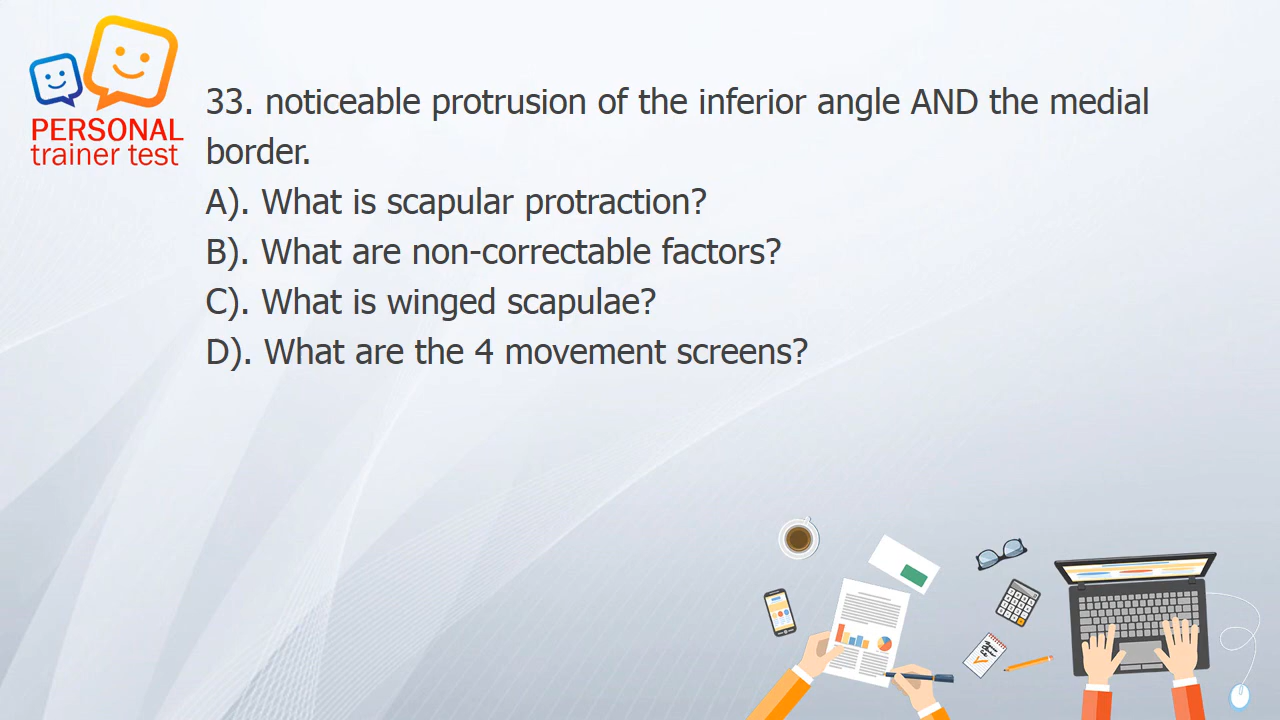 PERSONAL
trainer test
33. noticeable protrusion of the inferior angle AND the medial
border.
A). What is scapular protraction?
B). What are non-correctable factors?
C). What is winged scapulae?
D). What are the 4 movement screens?